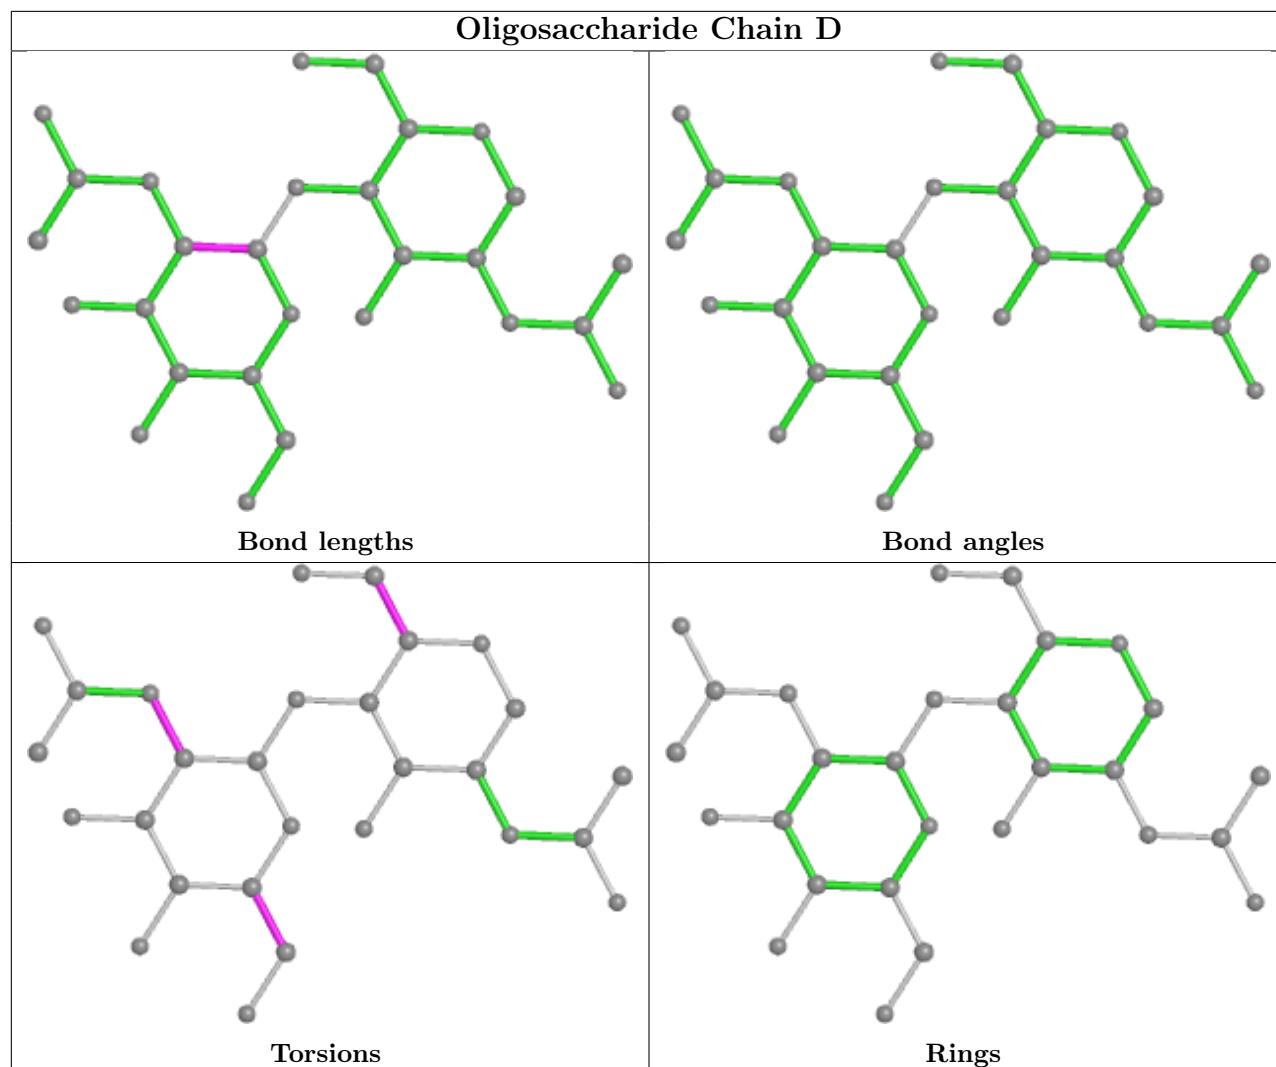 Oligosaccharide Chain D
Bond lengths
Bond angles
Torsions
Rings